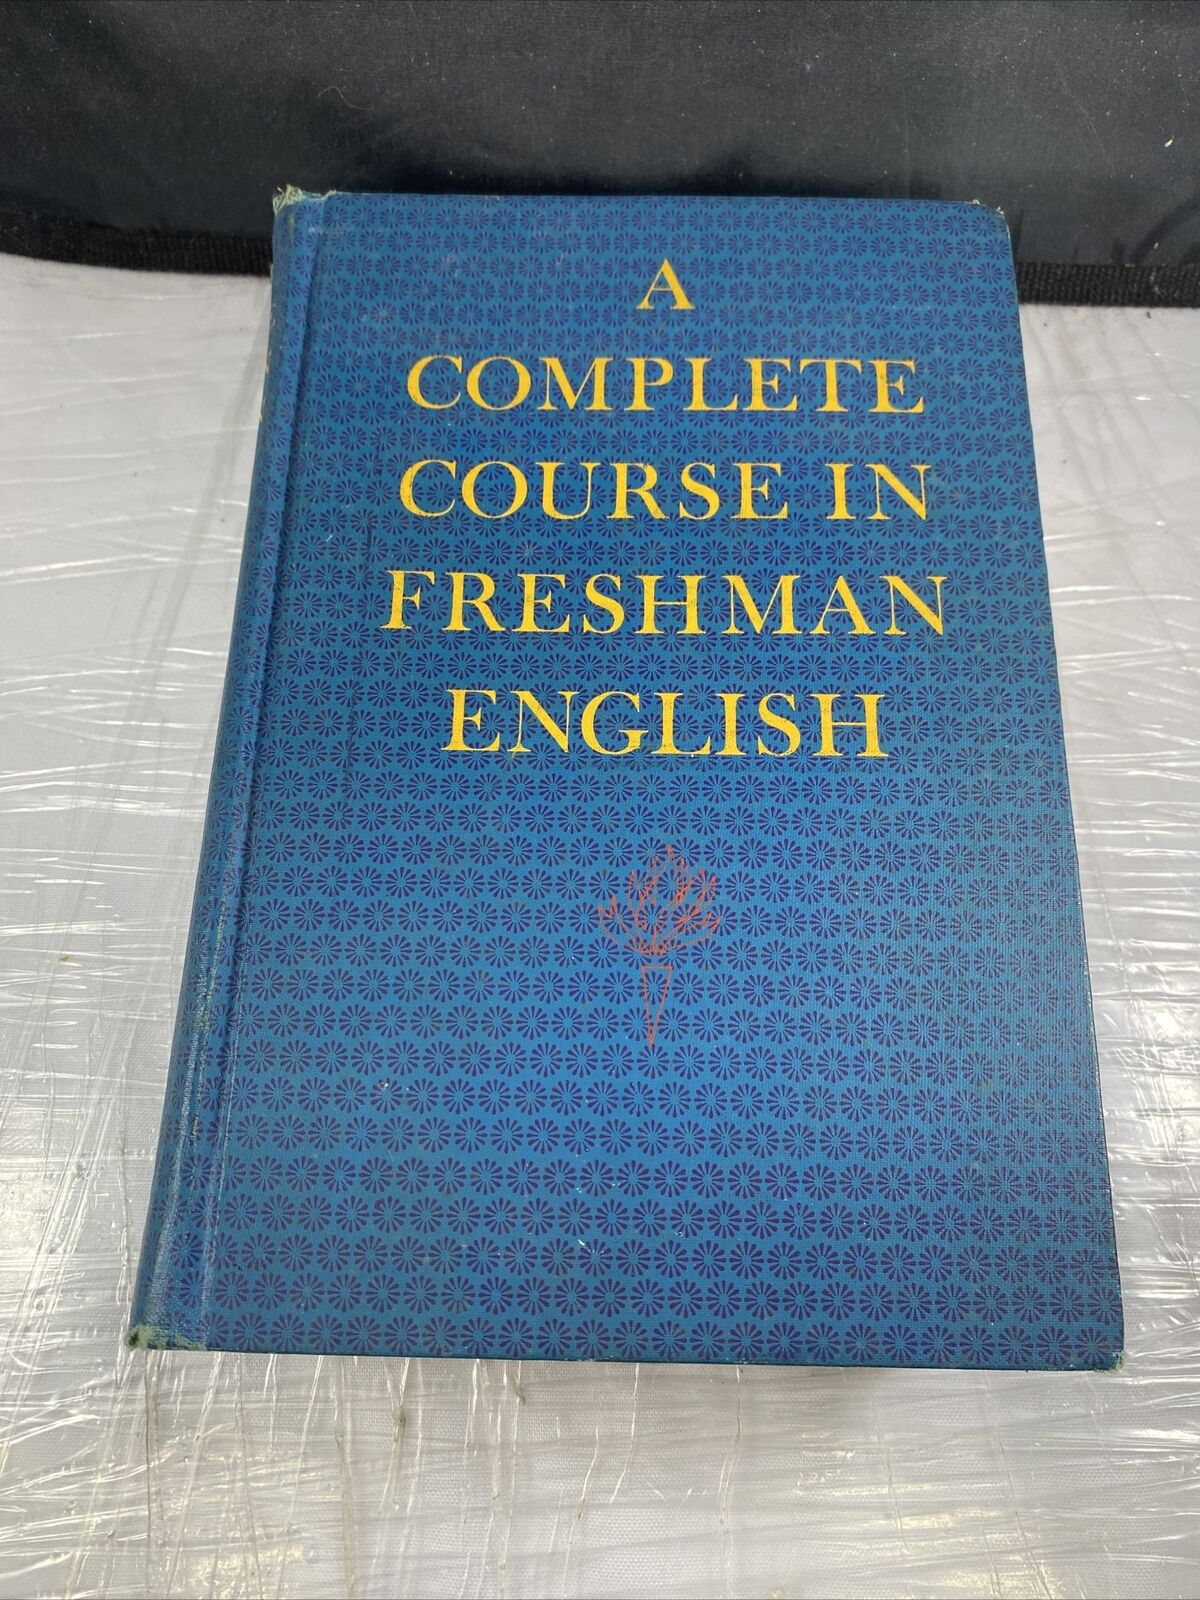 A
COMPLETE
COURSE IN
FRESHMAN
ENGLISH